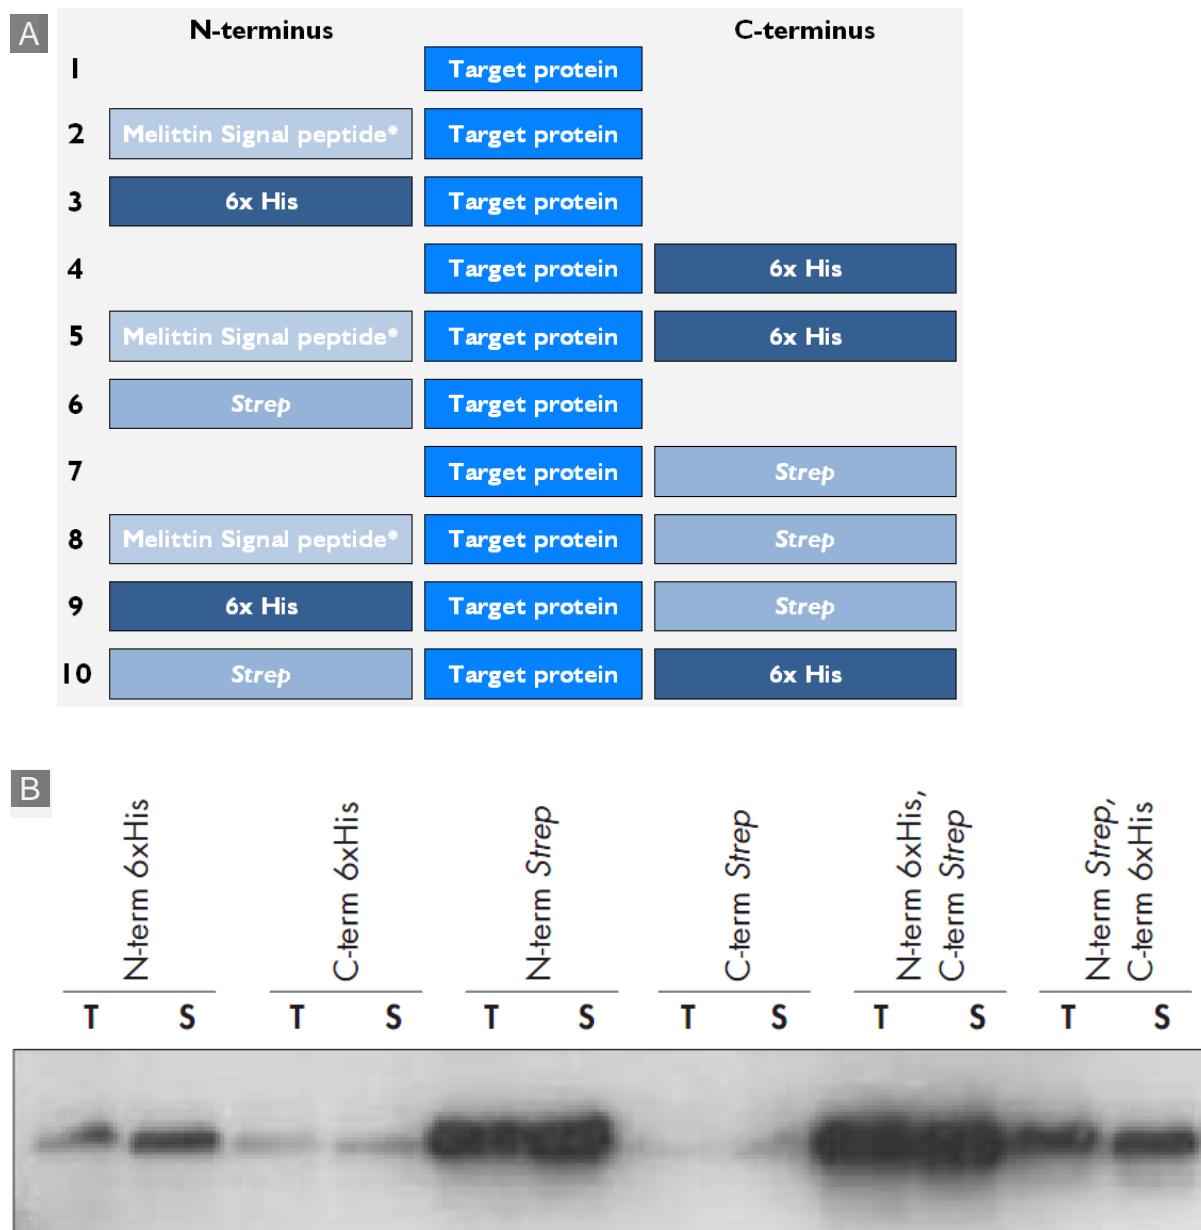 A
N-terminus C-terminus
1 Target protein
2 Melittin Signal peptide* Target protein
3 6x His Target protein
4 Target protein 6x His
5 Melittin Signal peptide* Target protein 6x His
6 Strep Target protein
7 Target protein Strep
8 Melittin Signal peptide* Target protein Strep
9 6x His Target protein Strep
10 Strep Target protein 6x His
B
N-term 6xHis
C-term 6xHis
N-term Strep
C-term Strep
N-term 6xHis,
C-term Strep
N-term Strep,
C-term 6xHis
T S T S T S T S T S T S